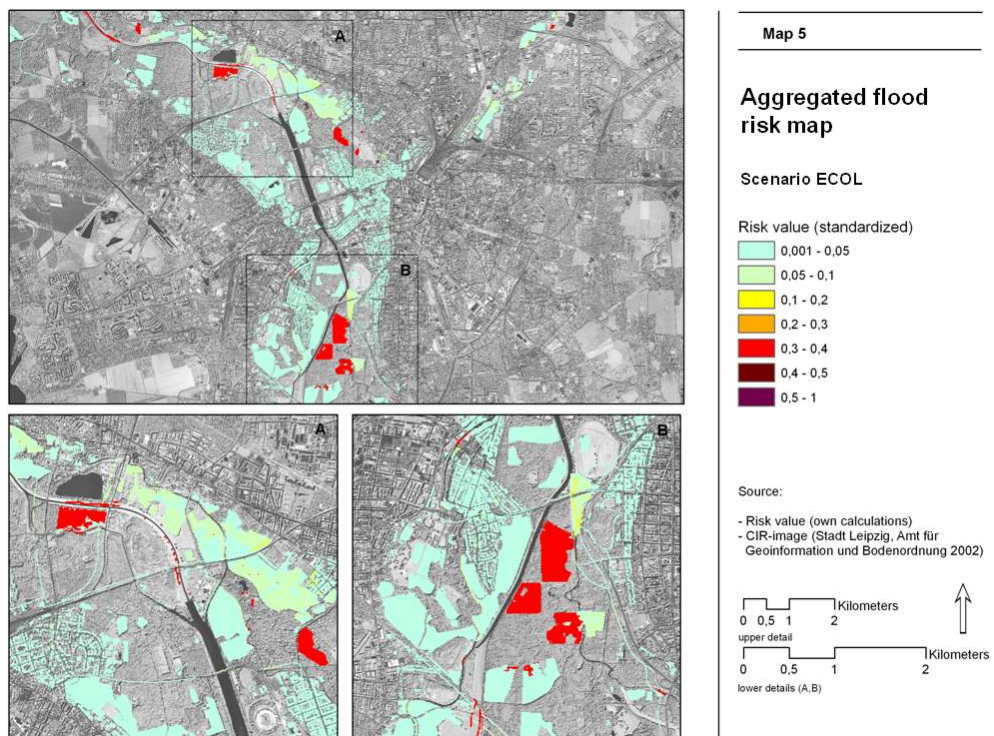 Map 5
Aggregated flood
risk map
Scenario ECOL
Risk value (standardized)
0,001 - 0,05
0,05 - 0,1
0,1 - 0,2
0,2 - 0,3
0,3 - 0,4
0,4 - 0,5
0,5 - 1
Source:
- Risk value (own calculations)
- CIR-image (Stadt Leipzig, Amt für
Geoinformation und Bodenordnung 2002)
Kilometers
0 0,5 1 2
upper detail
Kilometers
0 0,5 1 2
lower details (A,B)
A
B
A
B